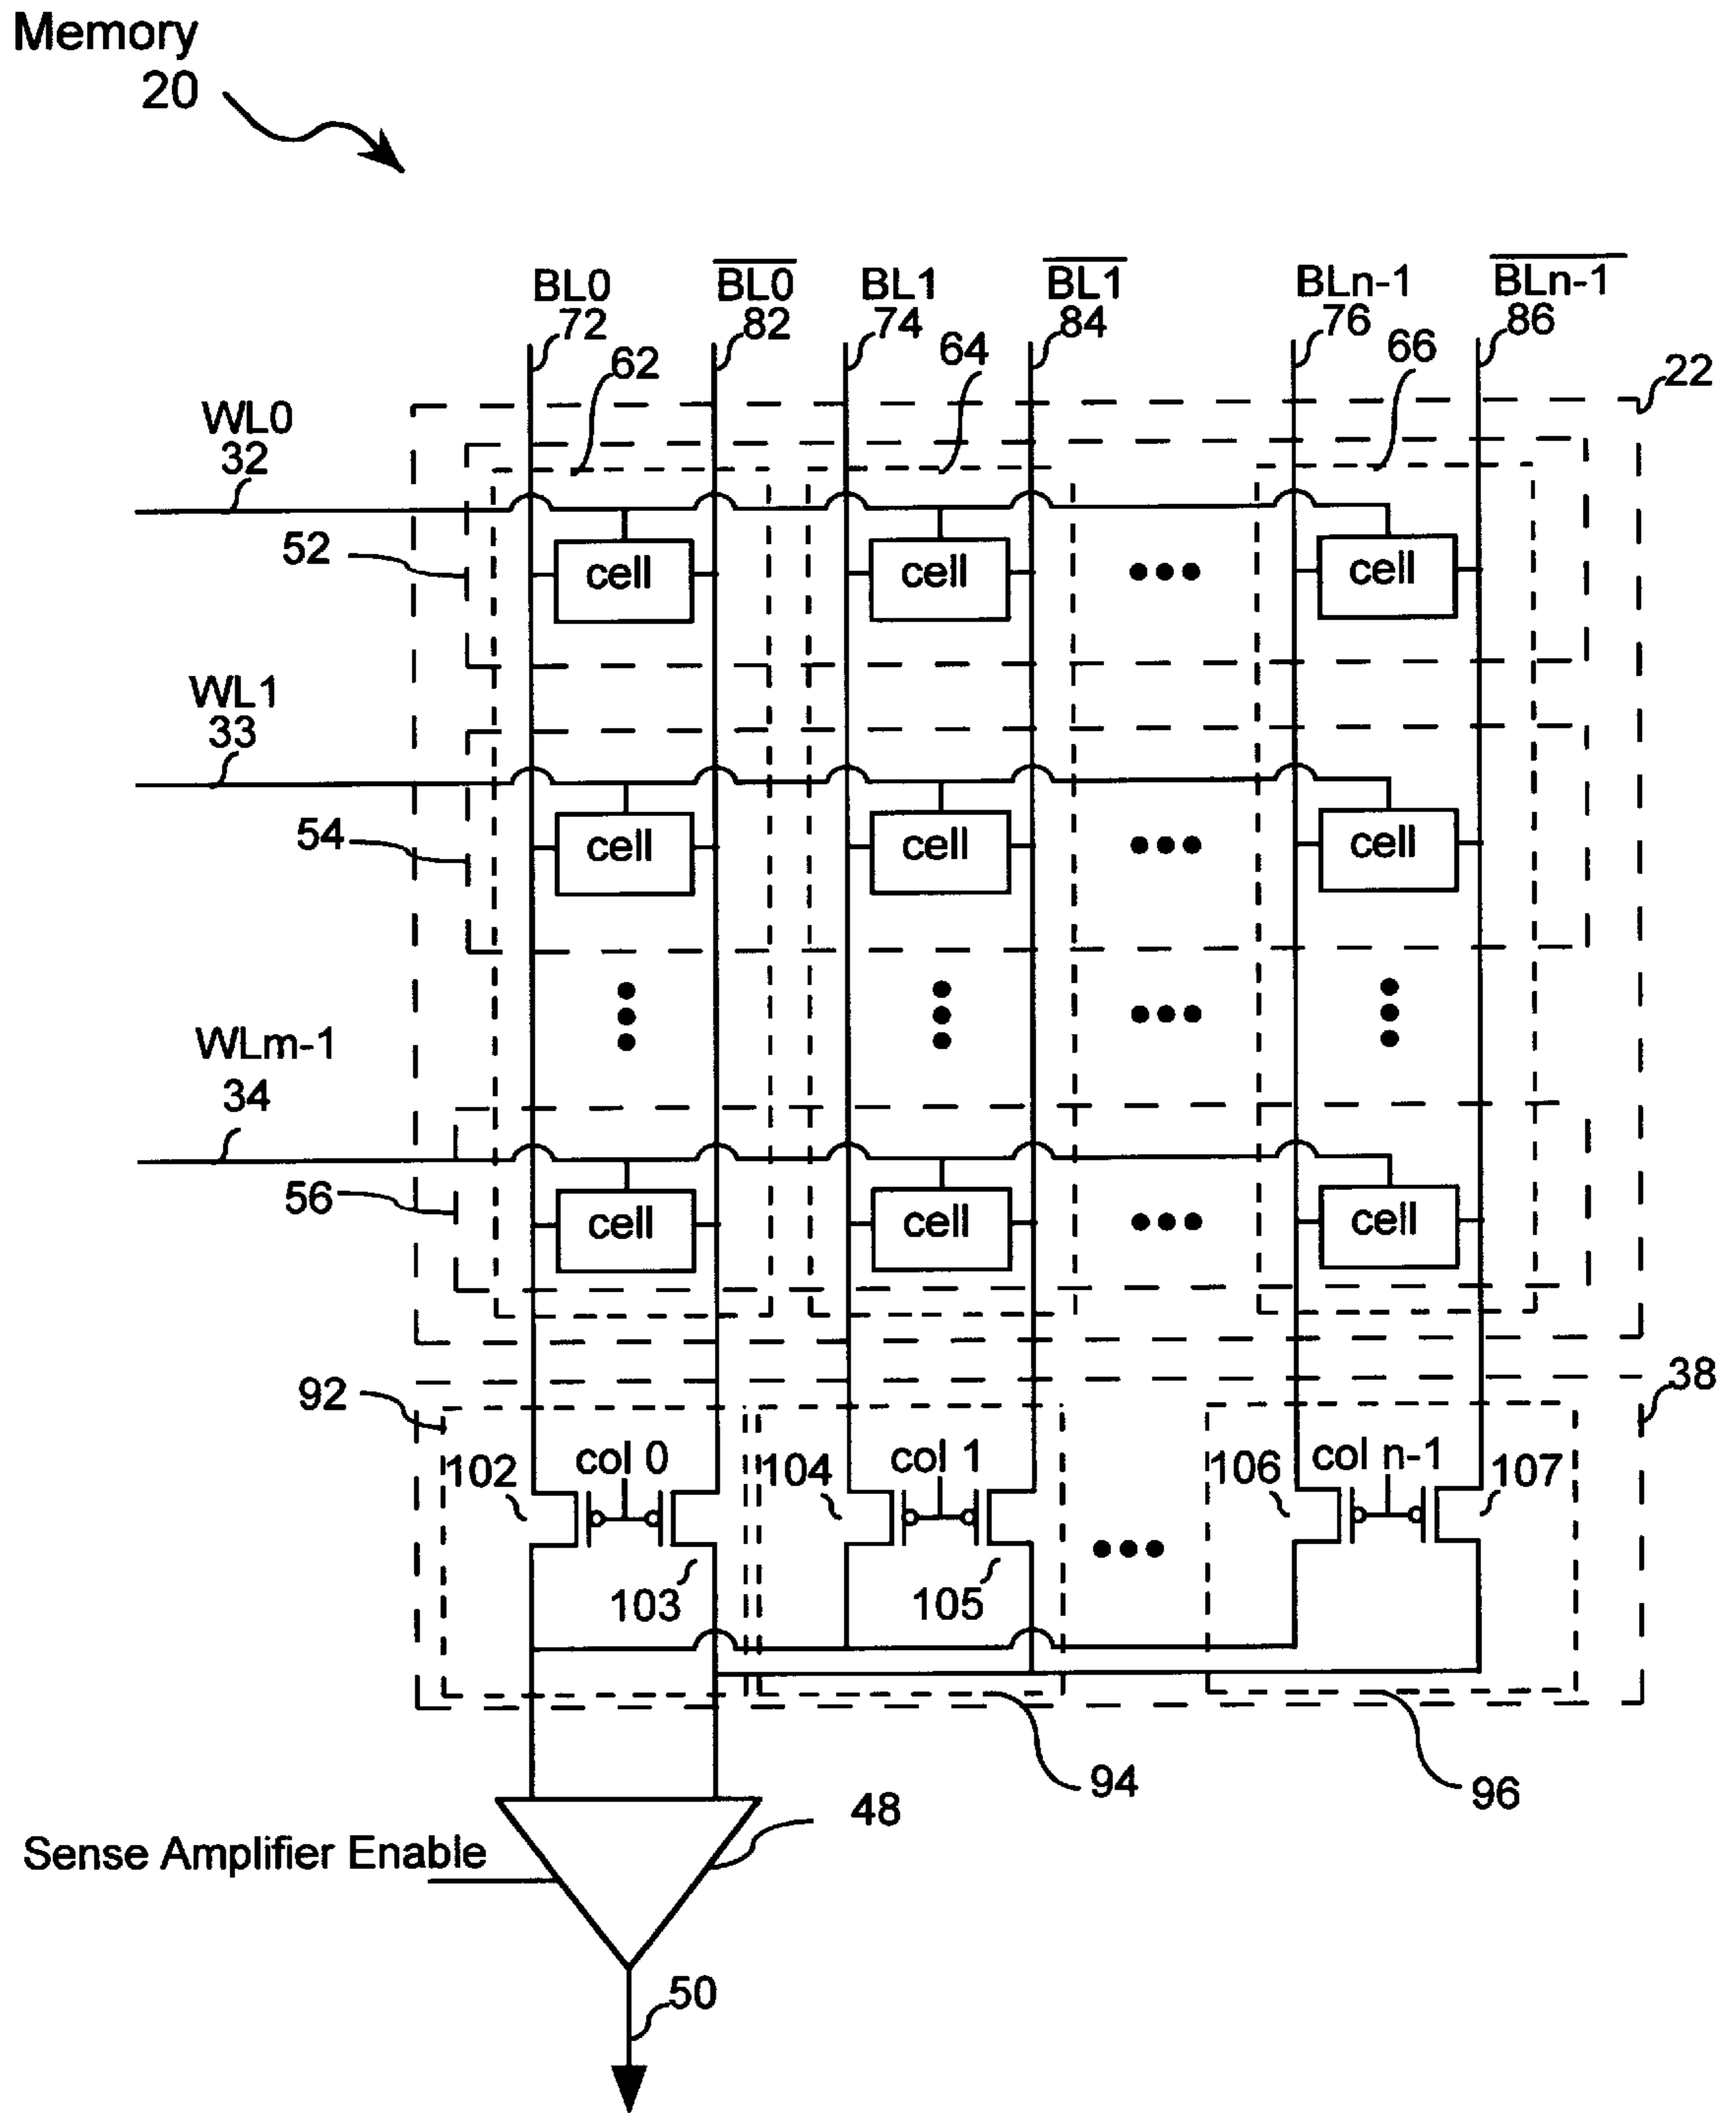 Memory
20
BL0 B̅L̅0̅ BL1 B̅L̅1̅ BLn-1 B̅L̅n̅-̅1̅
72 82 74 84 76 86
62 64 66 22
WL0
32
52
cell cell ●●● cell
WL1
33
54
cell cell ●●● cell
WLm-1
34
56
cell cell ●●● cell
92 38
102 col 0 104 col 1 106 col n-1 107
103 105
94 96
48
Sense Amplifier Enable
50